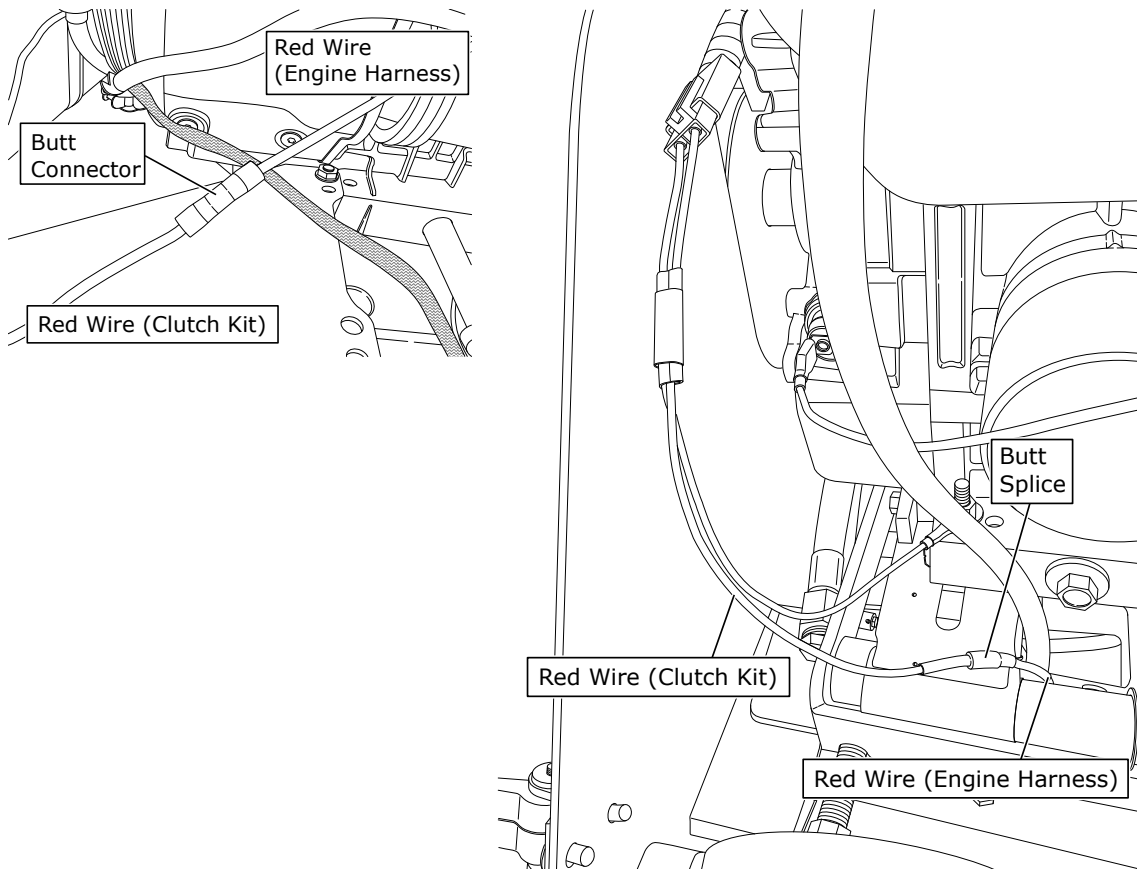 Red Wire
(Engine Harness)
Butt
Connector
Red Wire (Clutch Kit)
Butt
Splice
Red Wire (Clutch Kit)
Red Wire (Engine Harness)